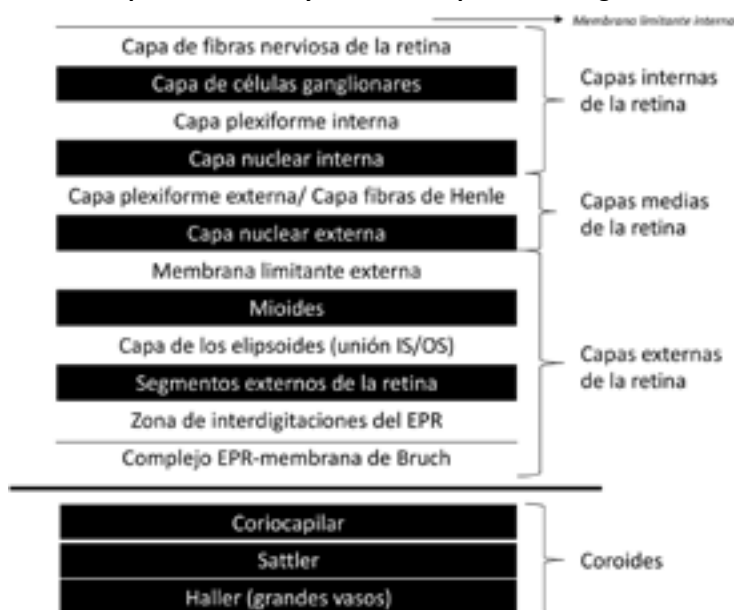 Membrana limitante interna
Capa de fibras nerviosa de la retina
Capa de células ganglionares
Capa plexiforme interna
Capa nuclear interna
Capas internas
de la retina
Capa plexiforme externa/ Capa fibras de Henle
Capa nuclear externa
Capas medias
de la retina
Membrana limitante externa
Mioides
Capa de los elipsoides (unión IS/OS)
Segmentos externos de la retina
Zona de interdigitaciones del EPR
Complejo EPR-membrana de Bruch
Capas externas
de la retina
Coriocapilar
Sattler
Haller (grandes vasos)
Coroides